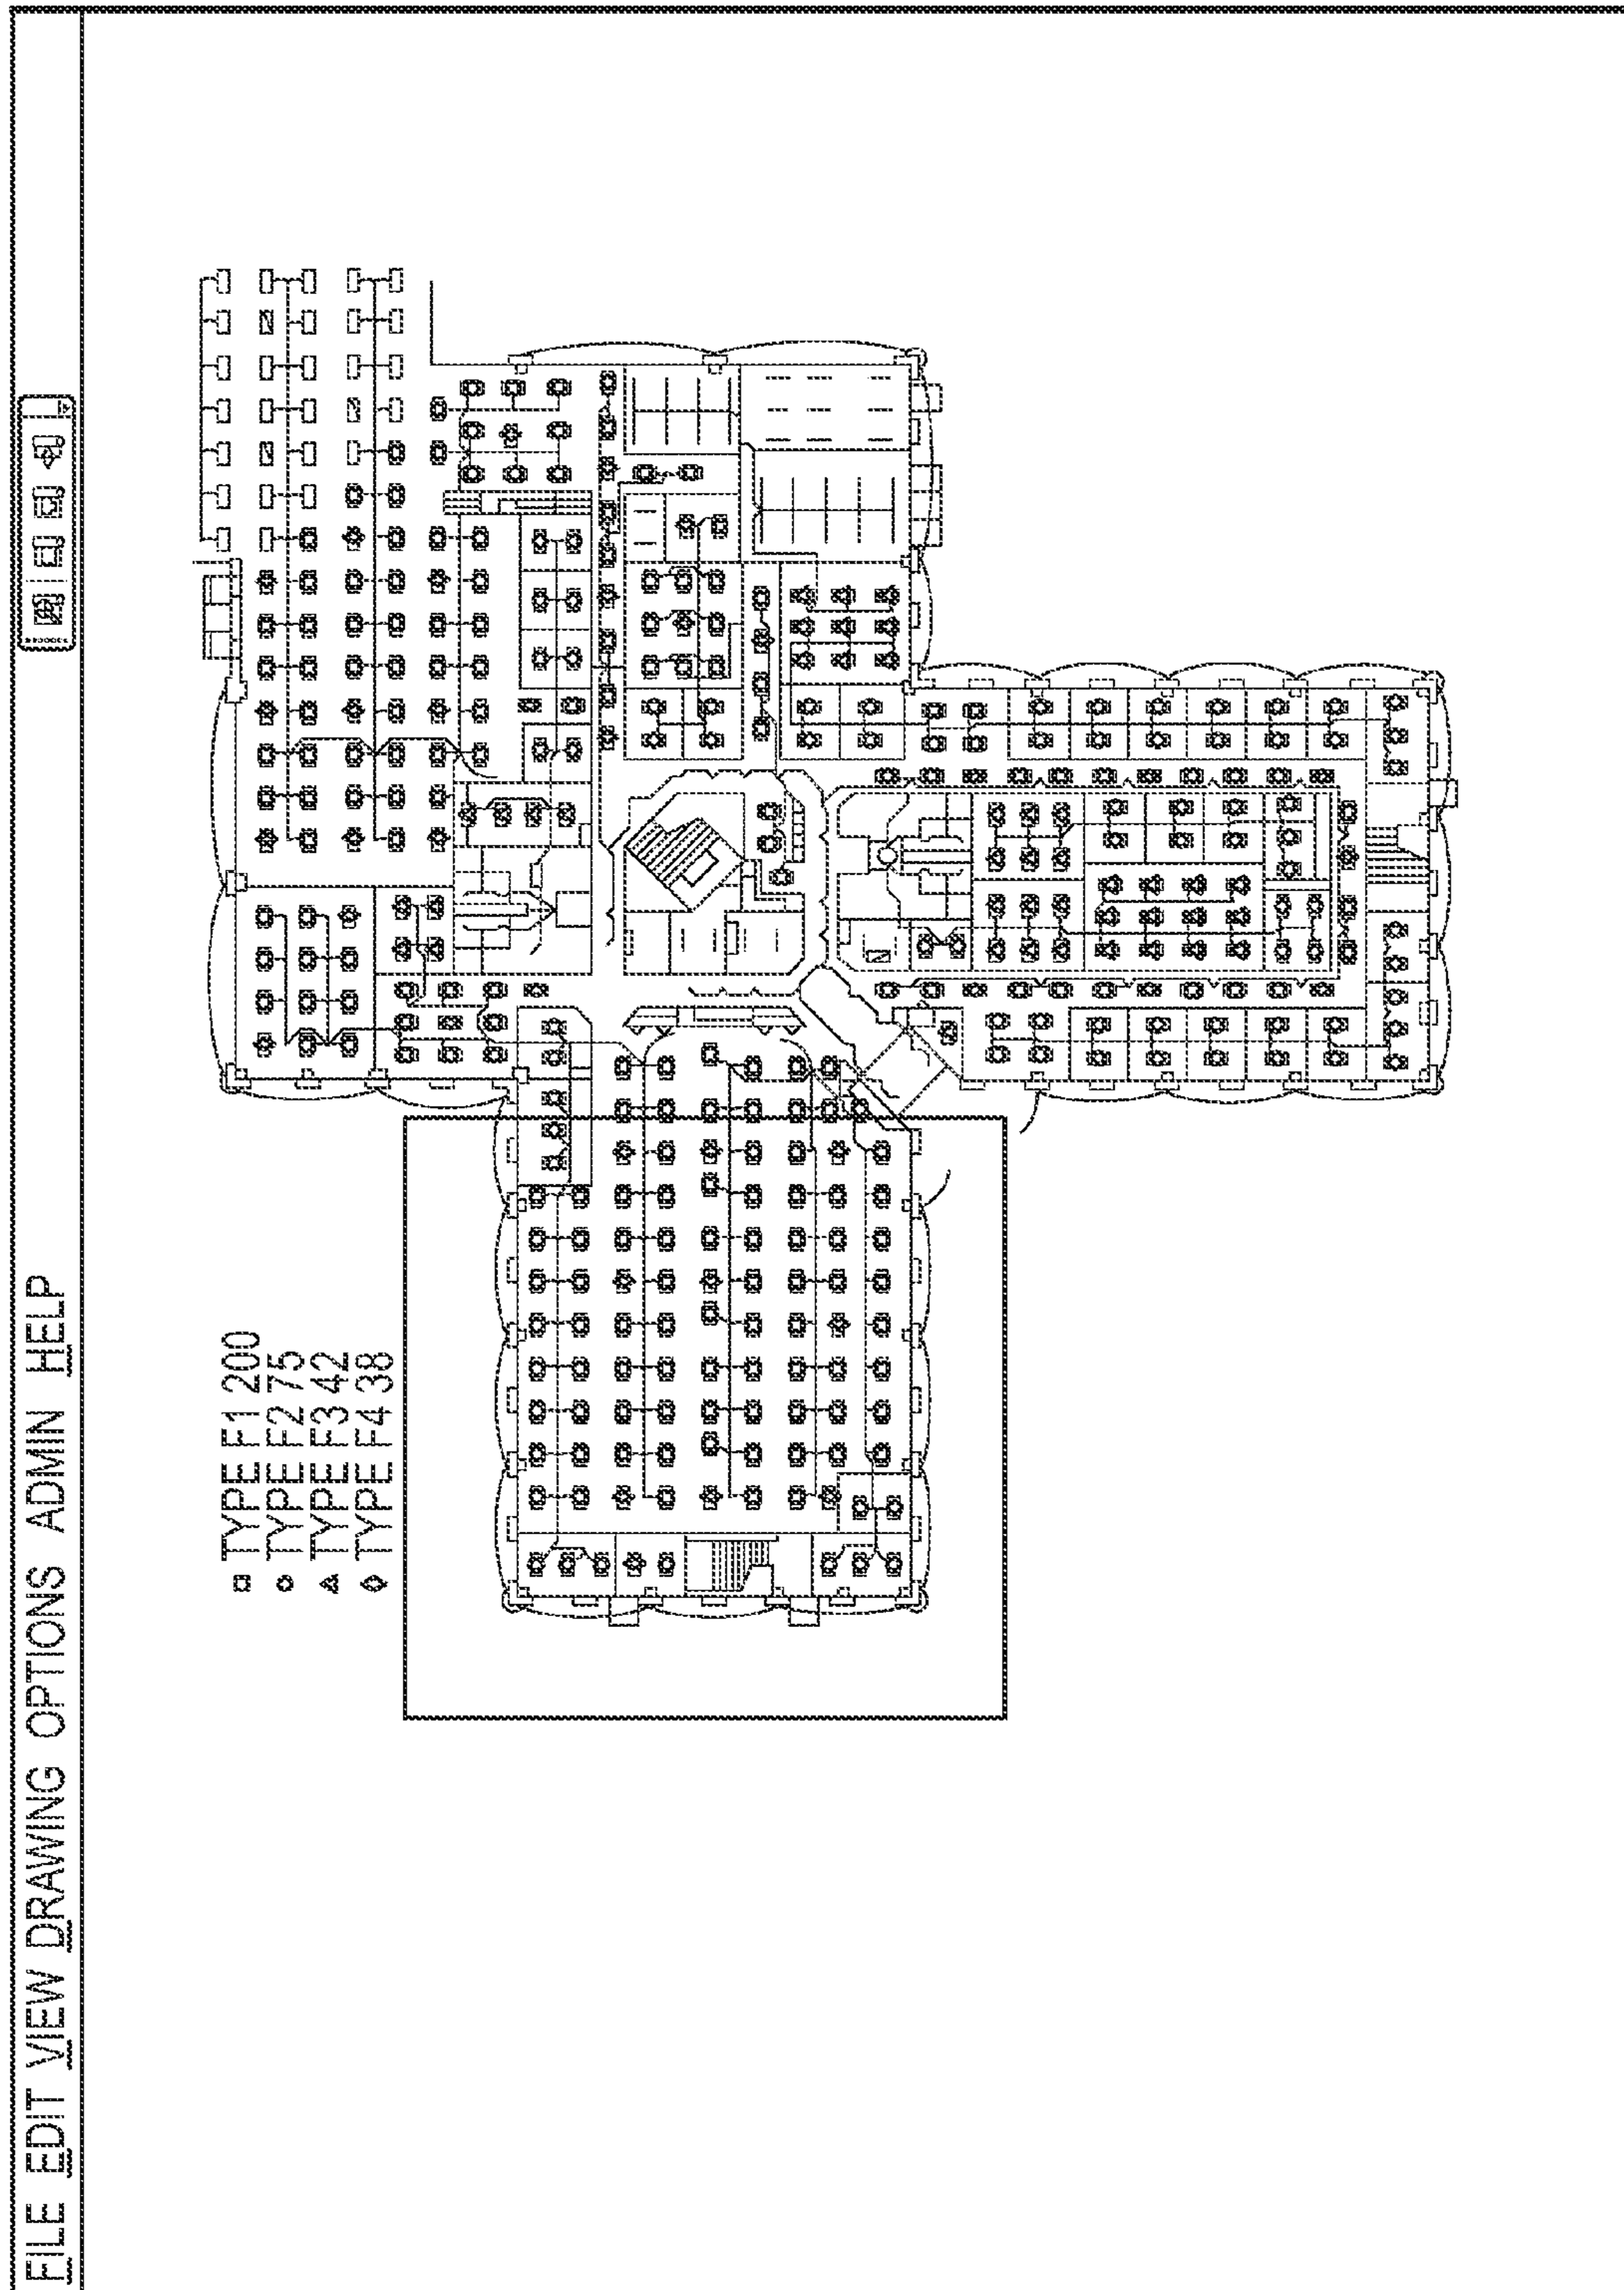 FILE EDIT VIEW DRAWING OPTIONS ADMIN HELP
TYPE F1 200
TYPE F2 75
TYPE F3 42
TYPE F4 38